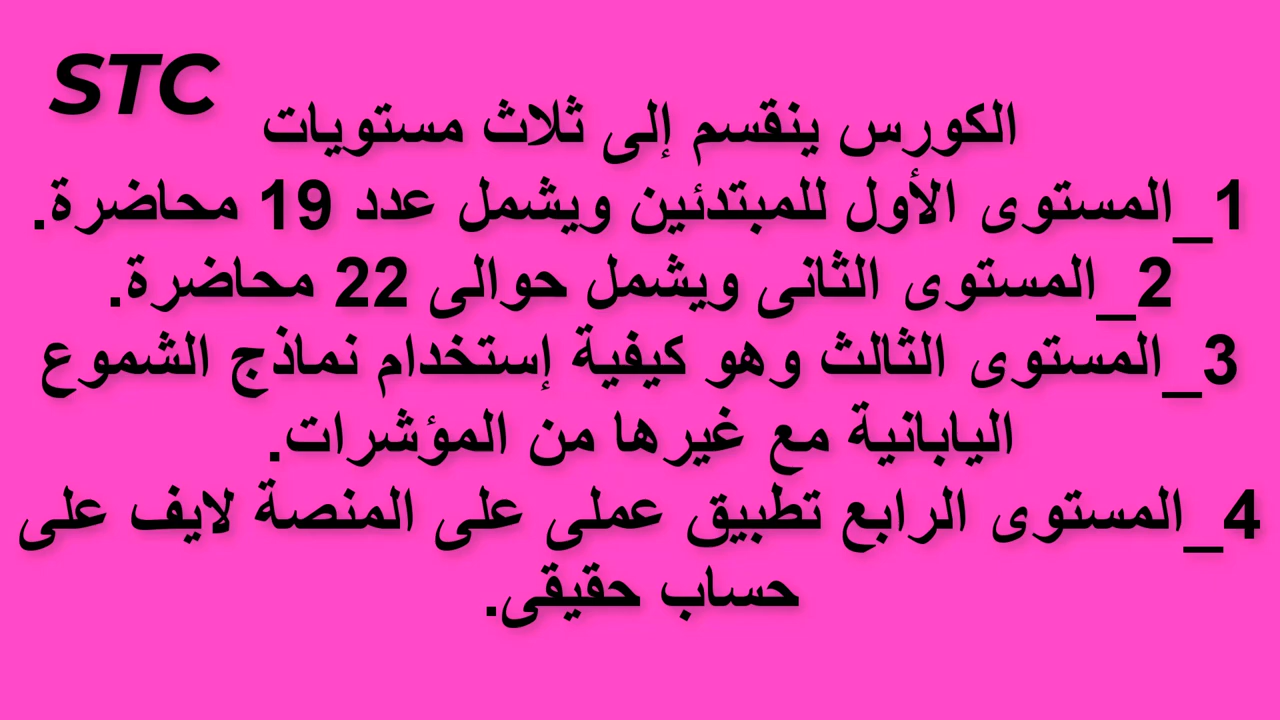 STC
الكورس ينقسم إلى ثلاث مستويات
1_المستوى الأول للمبتدئين ويشمل عدد 19 محاضرة.
2_المستوى الثانى ويشمل حوالى 22 محاضرة.
3_المستوى الثالث وهو كيفية إستخدام نماذج الشموع
اليابانية مع غيرها من المؤشرات.
4_المستوى الرابع تطبيق عملى على المنصة لايف على
حساب حقيقى.